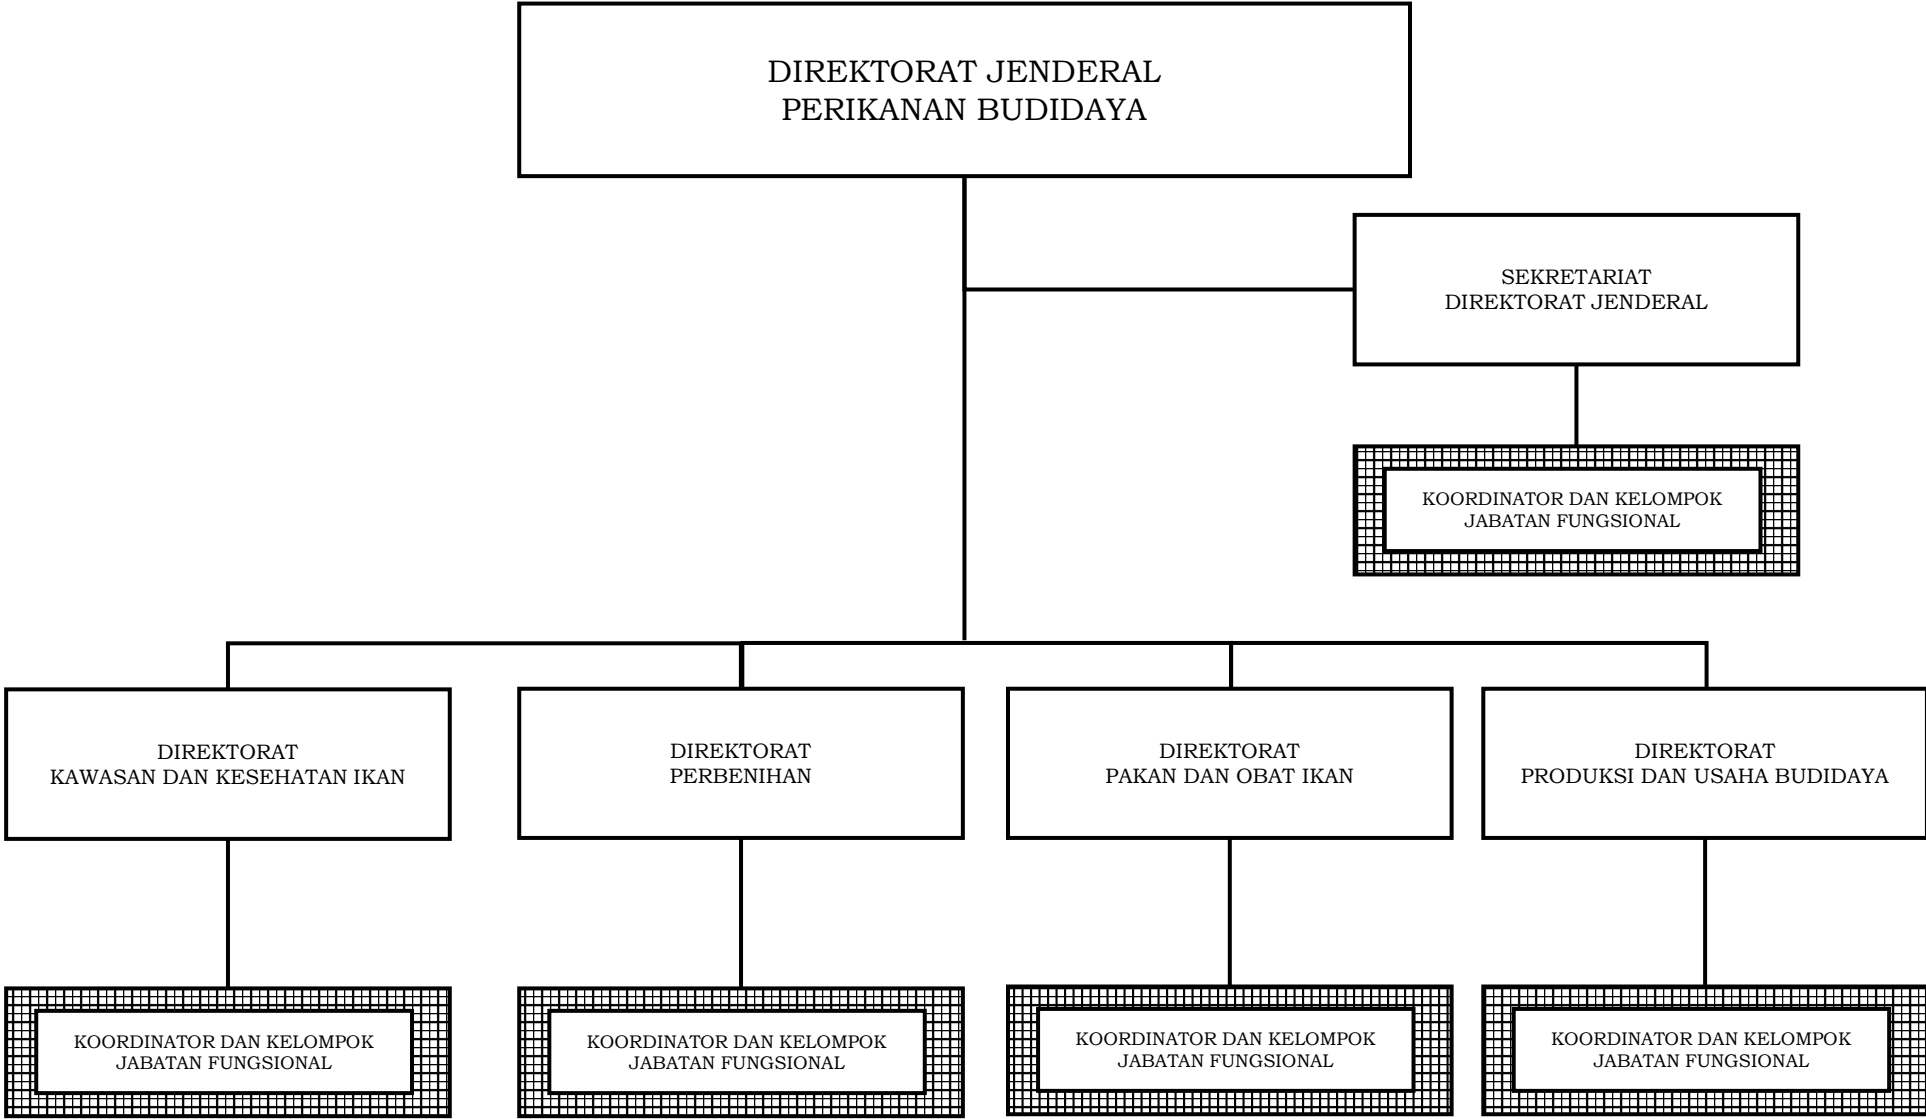 DIREKTORAT JENDERAL
PERIKANAN BUDIDAYA
SEKRETARIAT
DIREKTORAT JENDERAL
KOORDINATOR DAN KELOMPOK
JABATAN FUNGSIONAL
DIREKTORAT
KAWASAN DAN KESEHATAN IKAN
DIREKTORAT
PERBENIHAN
DIREKTORAT
PAKAN DAN OBAT IKAN
DIREKTORAT
PRODUKSI DAN USAHA BUDIDAYA
KOORDINATOR DAN KELOMPOK
JABATAN FUNGSIONAL
KOORDINATOR DAN KELOMPOK
JABATAN FUNGSIONAL
KOORDINATOR DAN KELOMPOK
JABATAN FUNGSIONAL
KOORDINATOR DAN KELOMPOK
JABATAN FUNGSIONAL